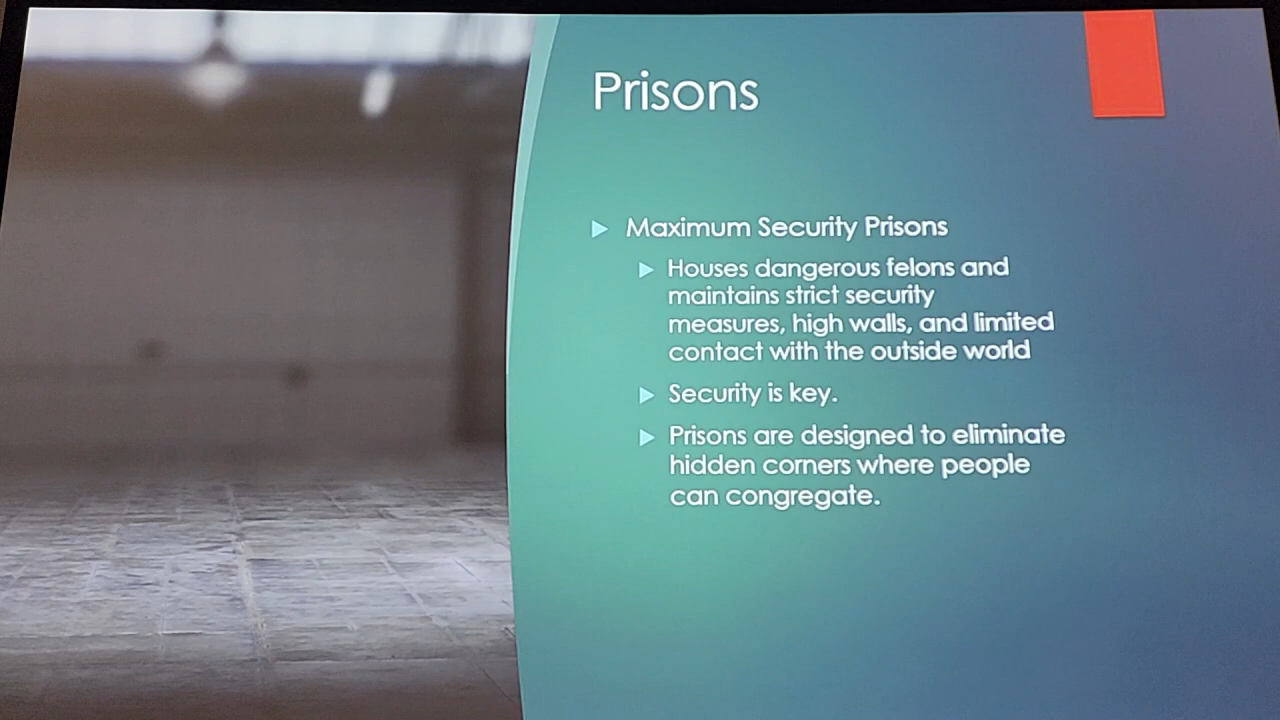 Prisons
Maximum Security Prisons
Houses dangerous felons and
maintains strict security
measures, high walls, and limited
contact with the outside world
Security is key.
Prisons are designed to eliminate
hidden corners where people
can congregate.